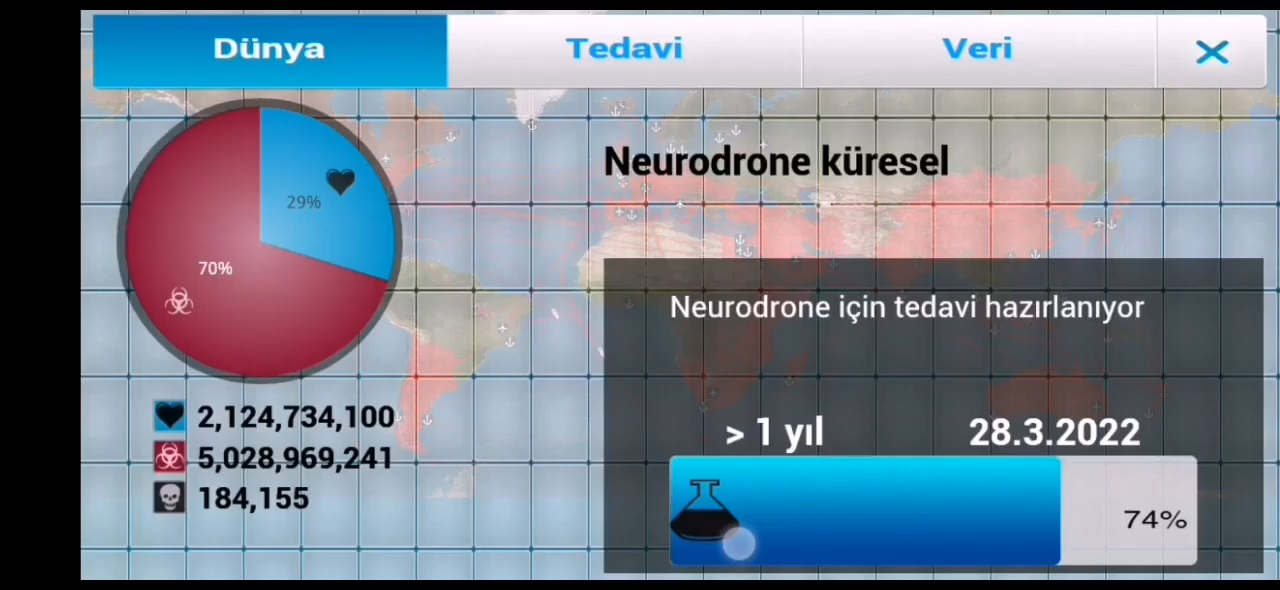 Dünya
Tedavi
Veri
29%
70%
2,124,734,100
5,028,969,241
184,155
Neurodrone küresel
Neurodrone için tedavi hazırlanıyor
> 1 yıl
28.3.2022
74%